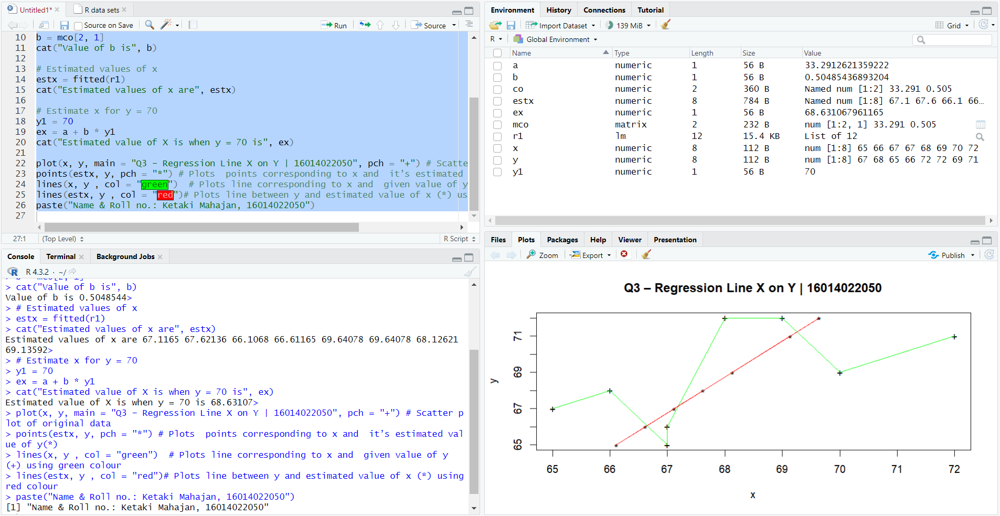 Untitled1*
R data sets
Source on Save
Run
Source
10 b = mco[2, 1]
11 cat("Value of b is", b)
12
13 # Estimated values of x
14 estx = fitted(r1)
15 cat("Estimated values of x are", estx)
16
17 # Estimate x for y = 70
18 y1 = 70
19 ex = a + b * y1
20 cat("Estimated value of X is when y = 70 is", ex)
21
22 plot(x, y, main = "Q3 – Regression Line X on Y | 16014022050", pch = "+") # Scatte
23 points(estx, y, pch = "*") # Plots  points corresponding to x and  it’s estimated
24 lines(x, y , col = "green")  # Plots line corresponding to x and  given value of y
25 lines(estx, y , col = "red")# Plots line between y and estimated value of x (*) us
26 paste("Name & Roll no.: Ketaki Mahajan, 16014022050")
27
27:1 (Top Level) R Script
Console Terminal Background Jobs
R 4.3.2 · ~/
> cat("Value of b is", b)
Value of b is 0.5048544>
> # Estimated values of x
> estx = fitted(r1)
> cat("Estimated values of x are", estx)
Estimated values of x are 67.1165 67.62136 66.1068 66.61165 69.64078 69.64078 68.12621
69.13592>
> # Estimate x for y = 70
> y1 = 70
> ex = a + b * y1
> cat("Estimated value of X is when y = 70 is", ex)
Estimated value of X is when y = 70 is 68.63107>
> plot(x, y, main = "Q3 – Regression Line X on Y | 16014022050", pch = "+") # Scatter p
lot of original data
> points(estx, y, pch = "*") # Plots  points corresponding to x and  it’s estimated val
ue of y(*)
> lines(x, y , col = "green")  # Plots line corresponding to x and  given value of y
(+) using green colour
> lines(estx, y , col = "red")# Plots line between y and estimated value of x (*) using
red colour
> paste("Name & Roll no.: Ketaki Mahajan, 16014022050")
[1] "Name & Roll no.: Ketaki Mahajan, 16014022050"
Environment History Connections Tutorial
Import Dataset 139 MiB Grid
R Global Environment
Name Type Length Size Value
a numeric 1 56 B 33.2912621359222
b numeric 1 56 B 0.50485436893204
co numeric 2 360 B Named num [1:2] 33.291 0.505
estx numeric 8 784 B Named num [1:8] 67.1 67.6 66.1 66…
ex numeric 1 56 B 68.631067961165
mco matrix 2 232 B num [1:2, 1] 33.291 0.505
r1 lm 12 15.4 KB List of 12
x numeric 8 112 B num [1:8] 65 66 67 67 68 69 70 72
y numeric 8 112 B num [1:8] 67 68 65 66 72 72 69 71
y1 numeric 1 56 B 70
Files Plots Packages Help Viewer Presentation
Zoom Export Publish
Q3 – Regression Line X on Y | 16014022050
71
69
67
65
y
65 66 67 68 69 70 71 72
x